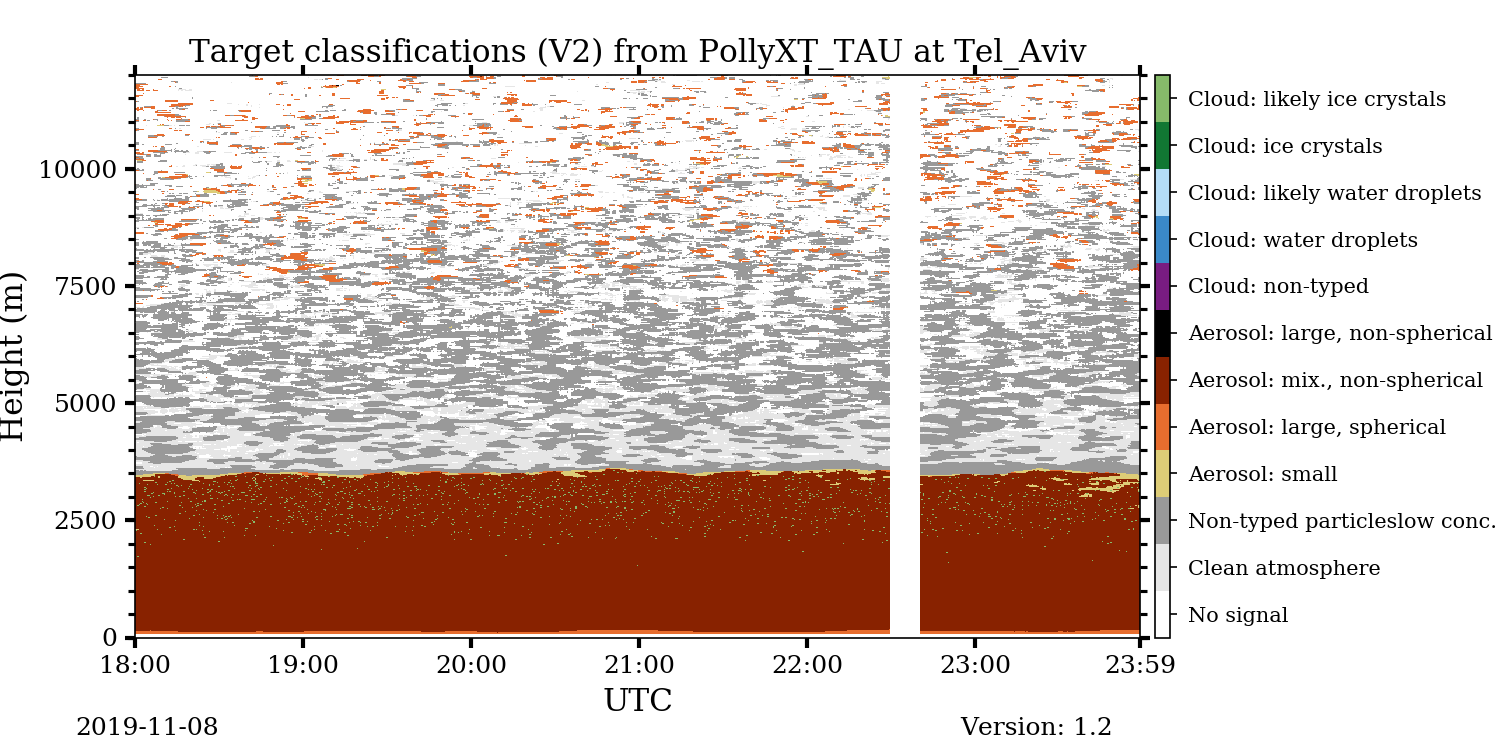 Target classifications (V2) from PollyXT_TAU at Tel_Aviv
Height (m)
10000
7500
5000
2500
0
18:00 19:00 20:00 21:00 22:00 23:00 23:59
UTC
2019-11-08
Version: 1.2
Cloud: likely ice crystals
Cloud: ice crystals
Cloud: likely water droplets
Cloud: water droplets
Cloud: non-typed
Aerosol: large, non-spherical
Aerosol: mix., non-spherical
Aerosol: large, spherical
Aerosol: small
Non-typed particleslow conc.
Clean atmosphere
No signal